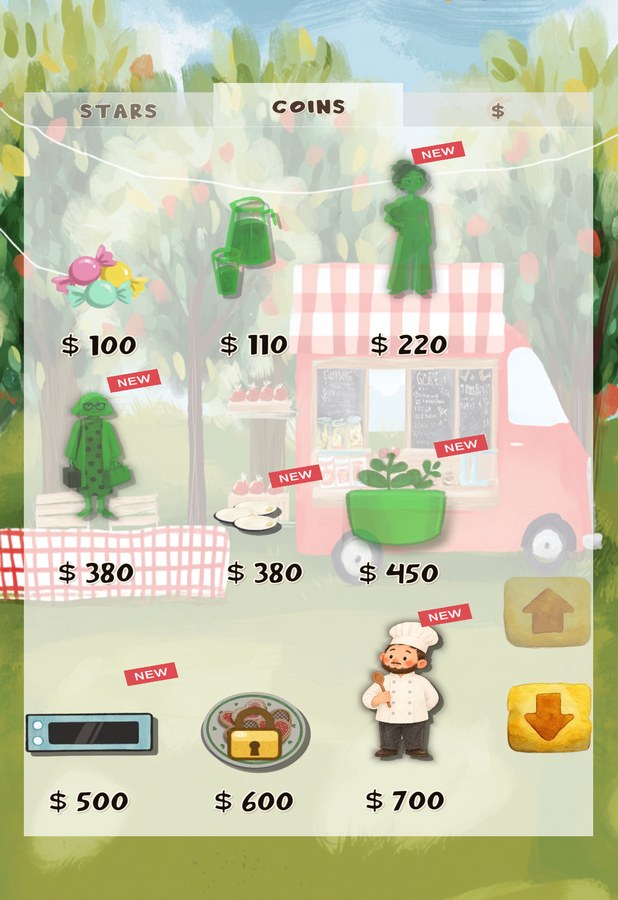 STARS
COINS
$
NEW
$ 100
$ 110
$ 220
NEW
NEW
NEW
$ 380
$ 380
$ 450
NEW
NEW
$ 500
$ 600
$ 700